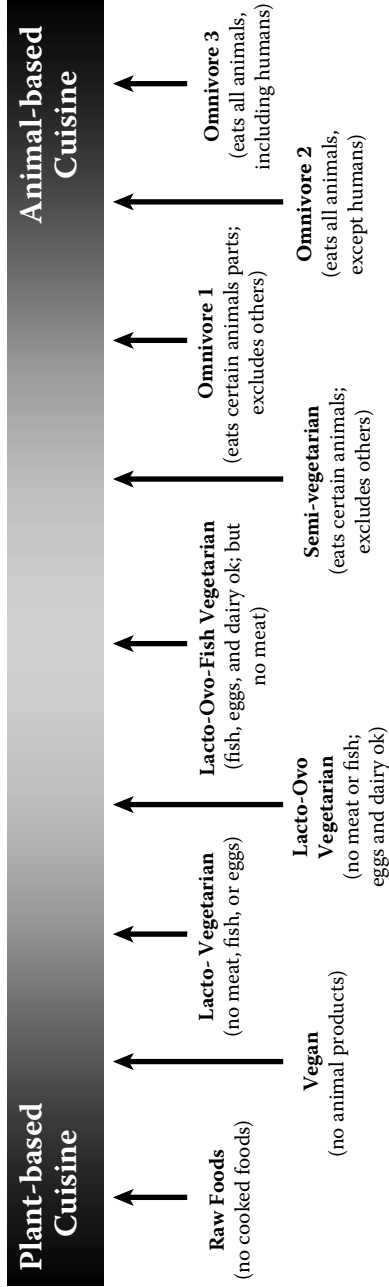 Plant-based
Cuisine
Animal-based
Cuisine
Raw Foods
(no cooked foods)
Vegan
(no animal products)
Lacto- Vegetarian
(no meat, fish, or eggs)
Lacto-Ovo
Vegetarian
(no meat or fish;
eggs and dairy ok)
Lacto-Ovo-Fish Vegetarian
(fish, eggs, and dairy ok; but
no meat)
Semi-vegetarian
(eats certain animals;
excludes others)
Omnivore 1
(eats certain animals parts;
excludes others)
Omnivore 2
(eats all animals,
except humans)
Omnivore 3
(eats all animals,
including humans)